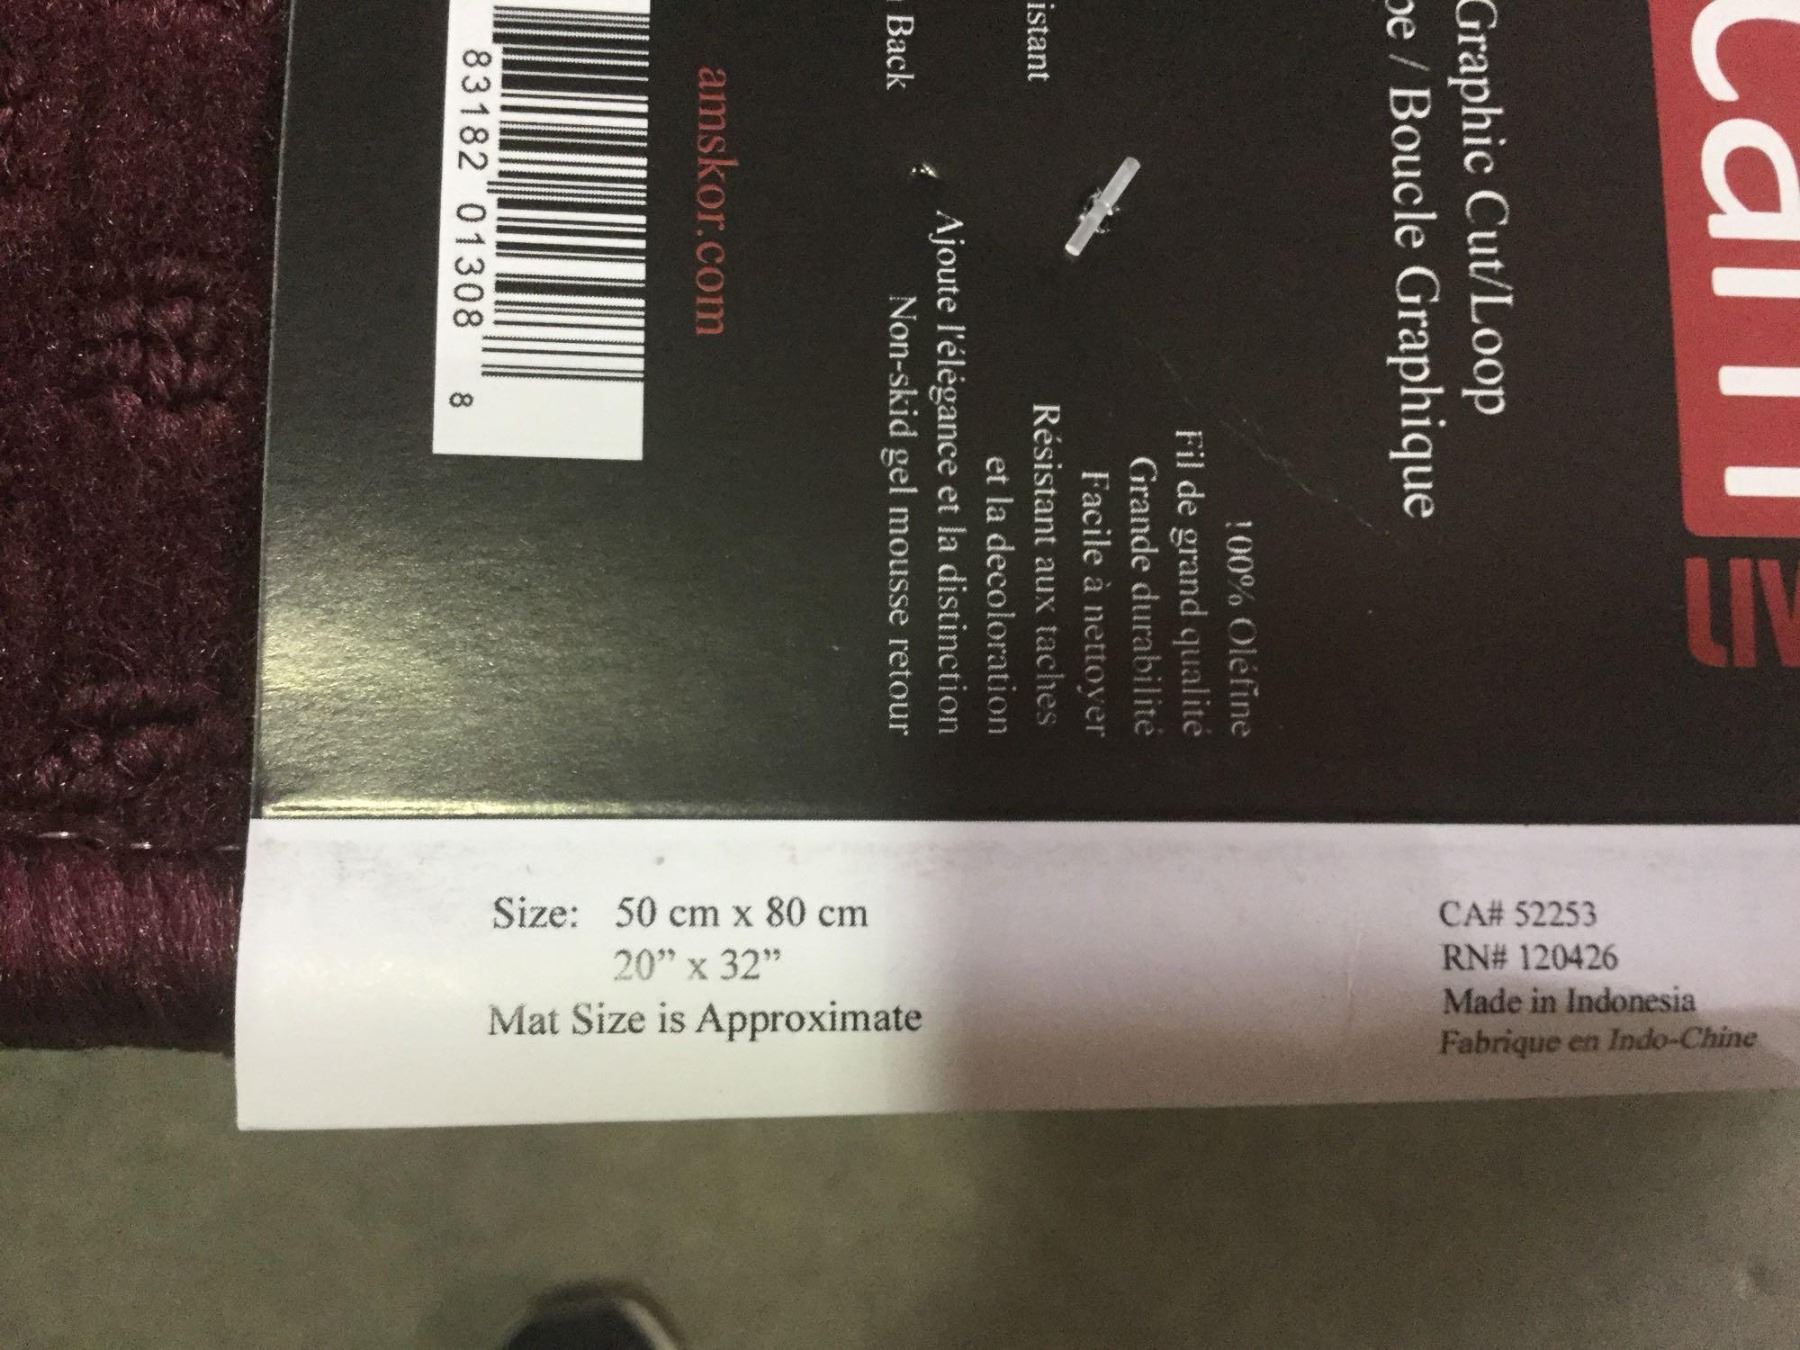 Graphic Cut/Loop
/ Boucle Graphique
100% Oléfine
Fil de grand qualité
Grande durabilité
Facile à nettoyer
Résistant aux taches
et la decoloration
Ajoute l'élégance et la distinction
Non-skid gel mousse retour
Back
amskor.com
83182 01308 8
Size: 50 cm x 80 cm
20” x 32”
Mat Size is Approximate
CA# 52253
RN# 120426
Made in Indonesia
Fabrique en Indo-Chine